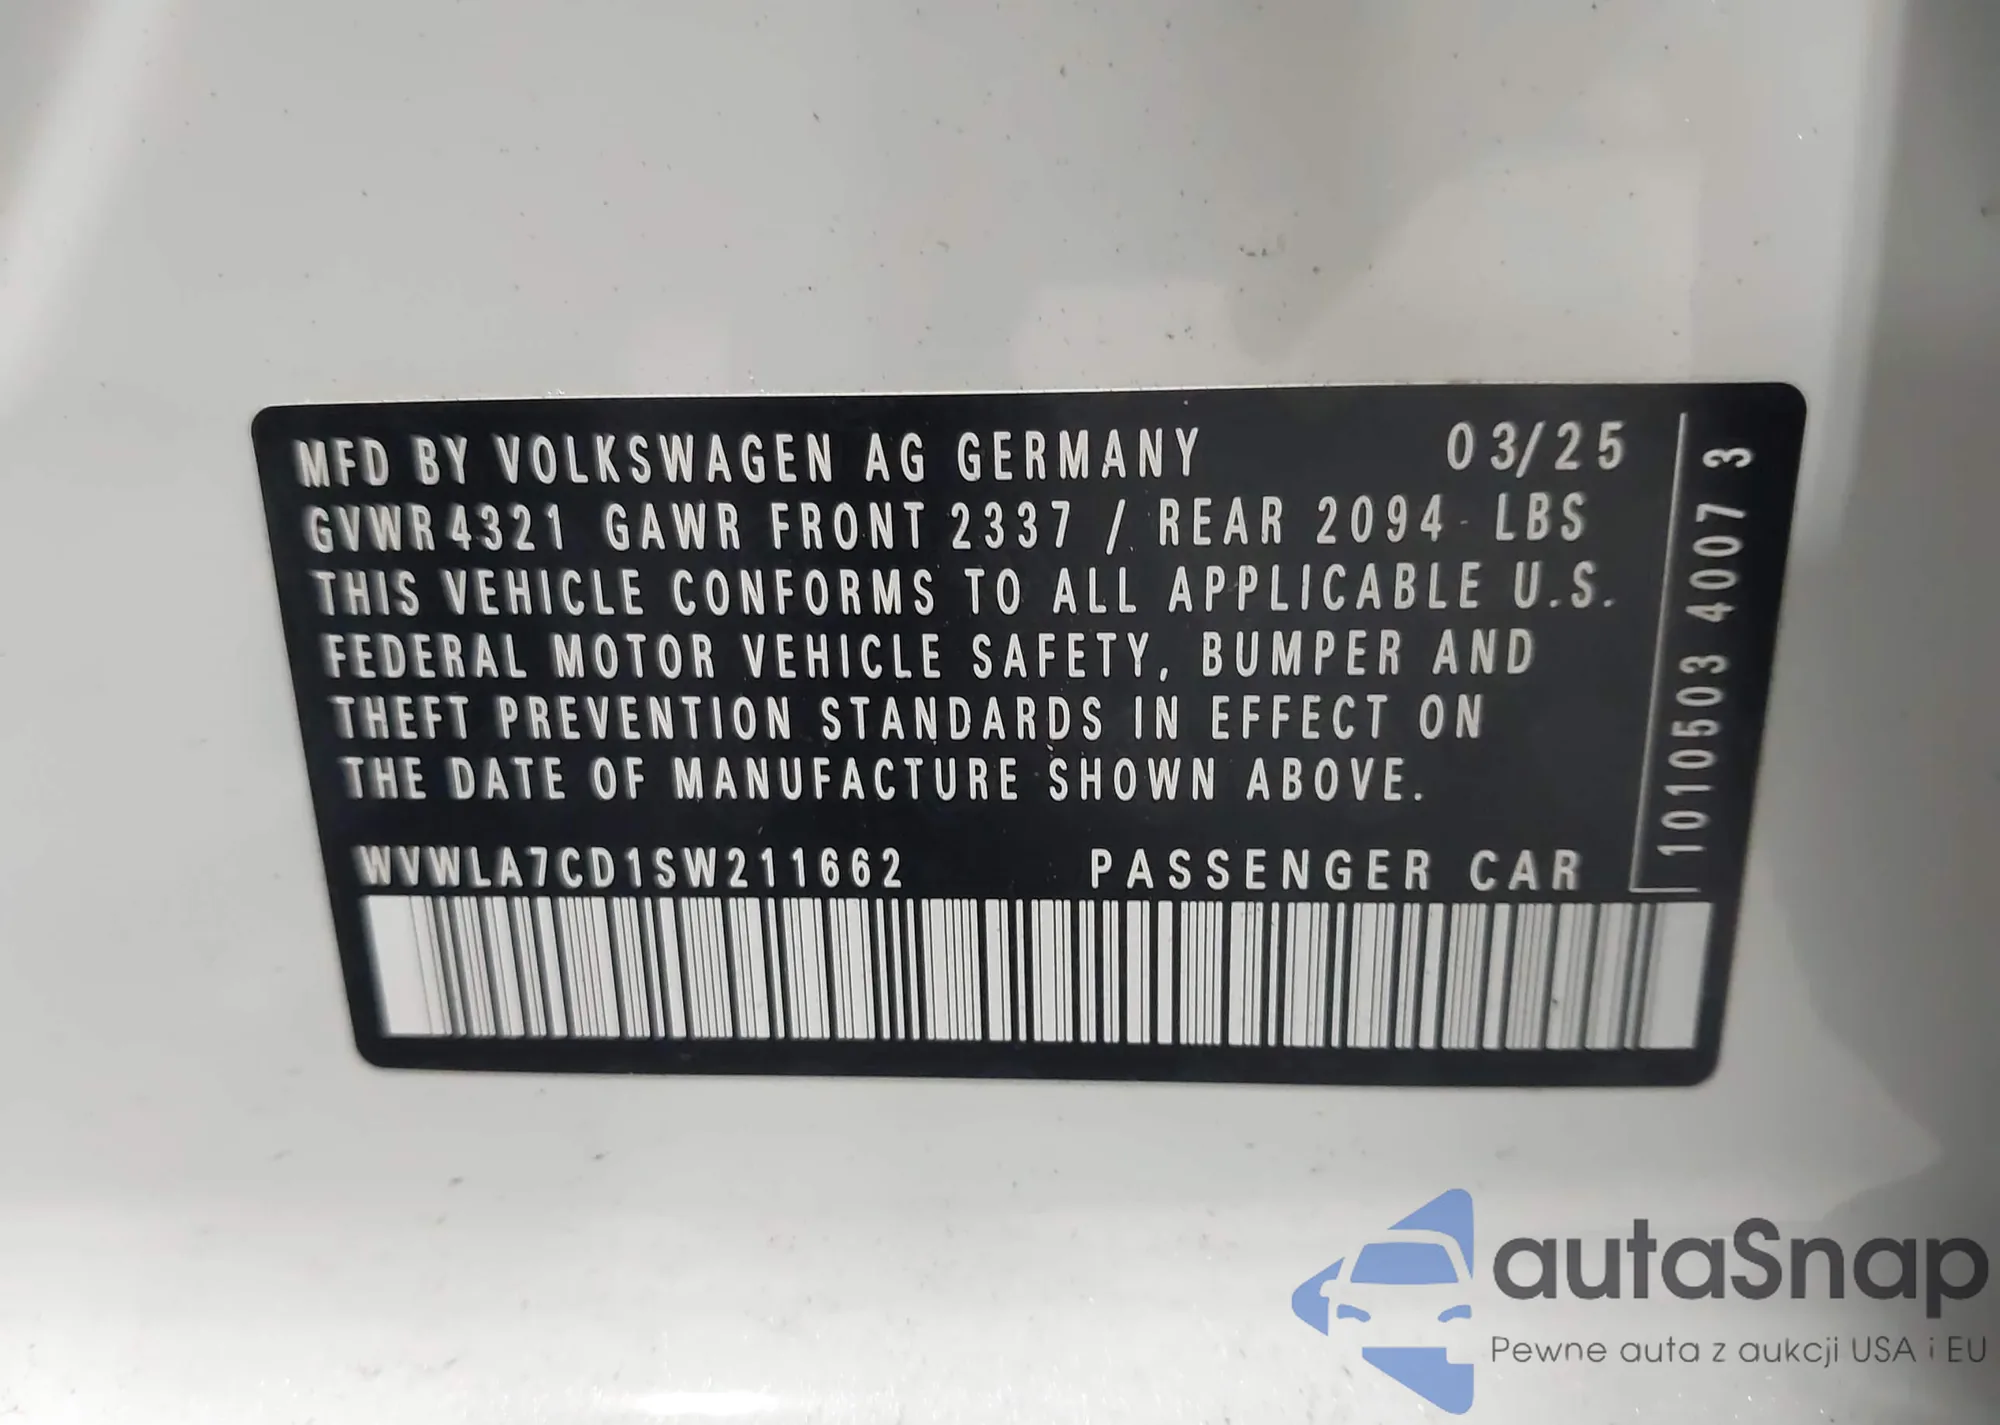 MFD BY VOLKSWAGEN AG GERMANY 03/25
GVWR 4321 GAWR FRONT 2337 / REAR 2094 LBS
THIS VEHICLE CONFORMS TO ALL APPLICABLE U.S.
FEDERAL MOTOR VEHICLE SAFETY, BUMPER AND
THEFT PREVENTION STANDARDS IN EFFECT ON
THE DATE OF MANUFACTURE SHOWN ABOVE.
WVWLA7CD1SW211662 PASSENGER CAR
1010503 4007 3
autaSnap
Pewne auta z aukcji USA i EU